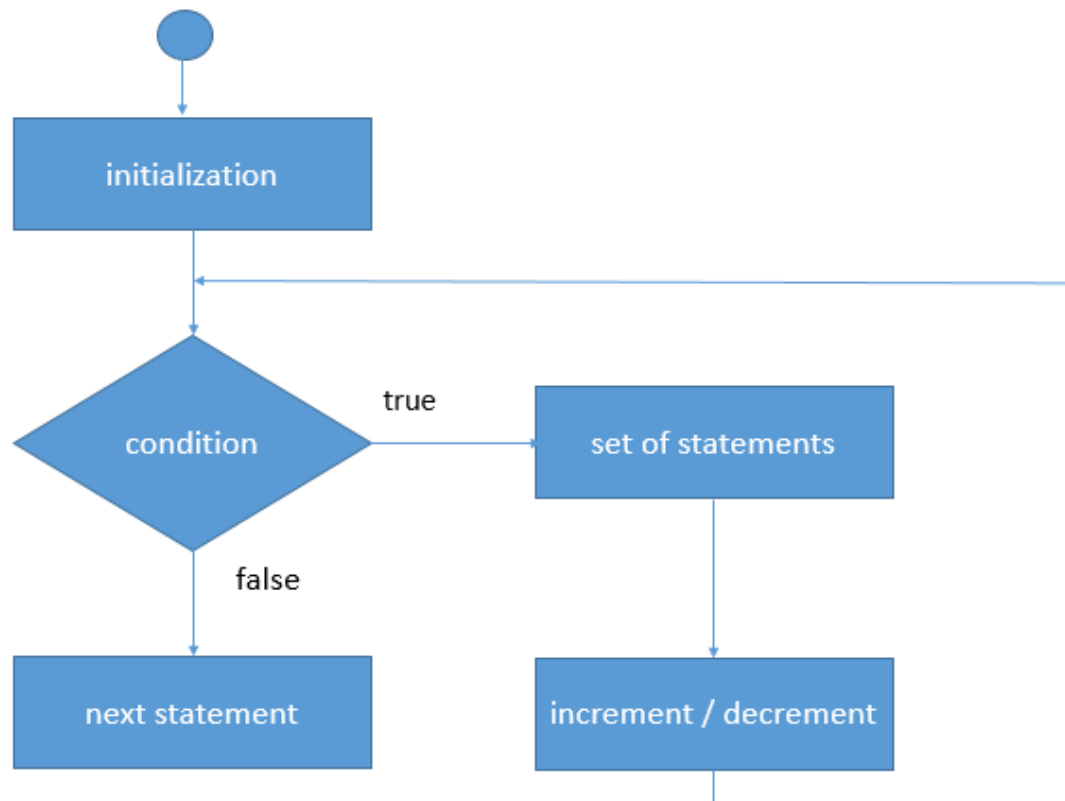 initialization
condition
true
set of statements
false
next statement
increment / decrement